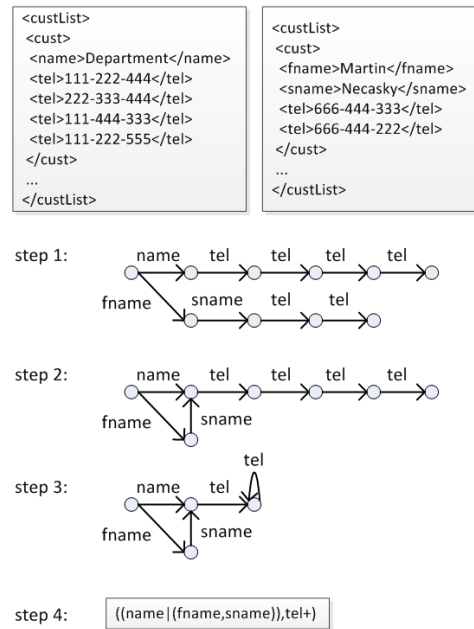 <custList>
<cust>
<name>Department</name>
<tel>111-222-444</tel>
<tel>222-333-444</tel>
<tel>111-444-333</tel>
<tel>111-222-555</tel>
</cust>
...
</custList>
<custList>
<cust>
<fname>Martin</fname>
<sname>Necasky</sname>
<tel>666-444-333</tel>
<tel>666-444-222</tel>
</cust>
...
</custList>
step 1:
name tel tel tel tel
fname sname tel tel
step 2:
name tel tel tel tel
fname sname
step 3:
tel
name tel
fname sname
step 4: ((name|(fname,sname)),tel+)